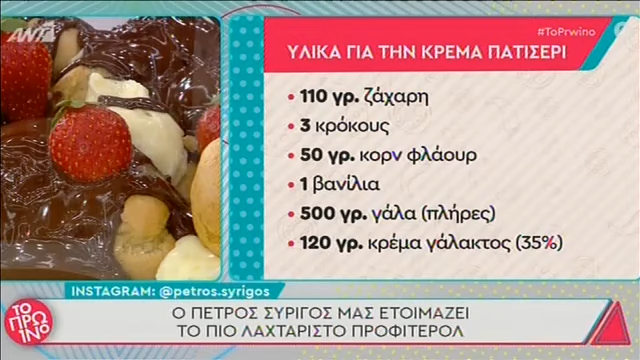 ΑΝΤ1
#ToPrwino
ΥΛΙΚΑ ΓΙΑ ΤΗΝ ΚΡΕΜΑ ΠΑΤΙΣΕΡΙ
• 110 γρ. ζάχαρη
• 3 κρόκους
• 50 γρ. κορν φλάουρ
• 1 βανίλια
• 500 γρ. γάλα (πλήρες)
• 120 γρ. κρέμα γάλακτος (35%)
INSTAGRAM: @petros.syrigos
ΤΟ
ΠΡΩ
ΙΝΟ
Ο ΠΕΤΡΟΣ ΣΥΡΙΓΟΣ ΜΑΣ ΕΤΟΙΜΑΖΕΙ
ΤΟ ΠΙΟ ΛΑΧΤΑΡΙΣΤΟ ΠΡΟΦΙΤΕΡΟΛ